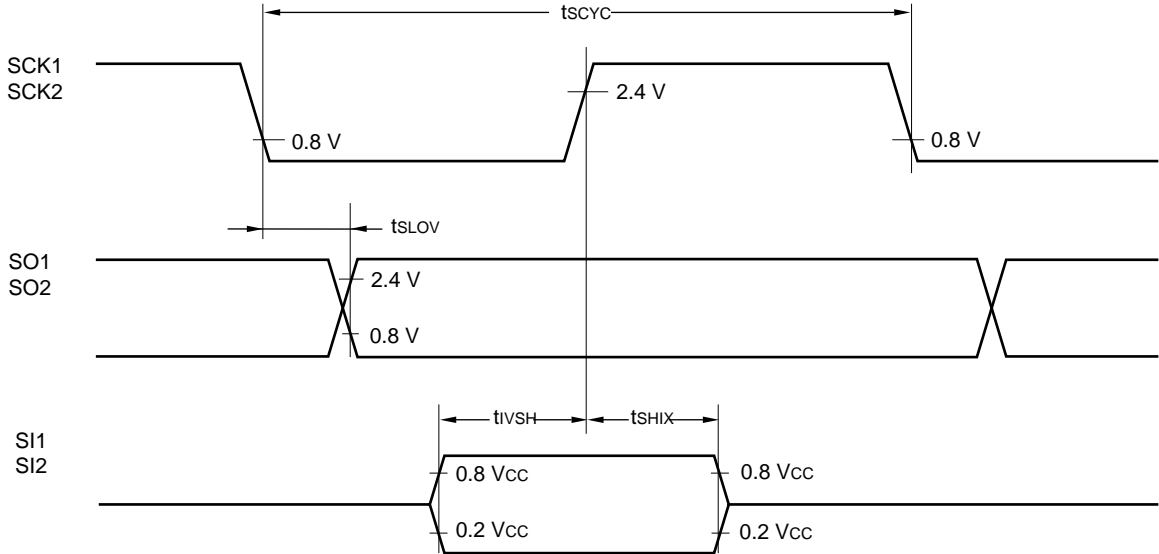 tSCYC
SCK1
SCK2
2.4 V
0.8 V
0.8 V
tSLOV
SO1
SO2
2.4 V
0.8 V
tIVSH
tSHIX
SI1
SI2
0.8 VCC
0.8 VCC
0.2 VCC
0.2 VCC